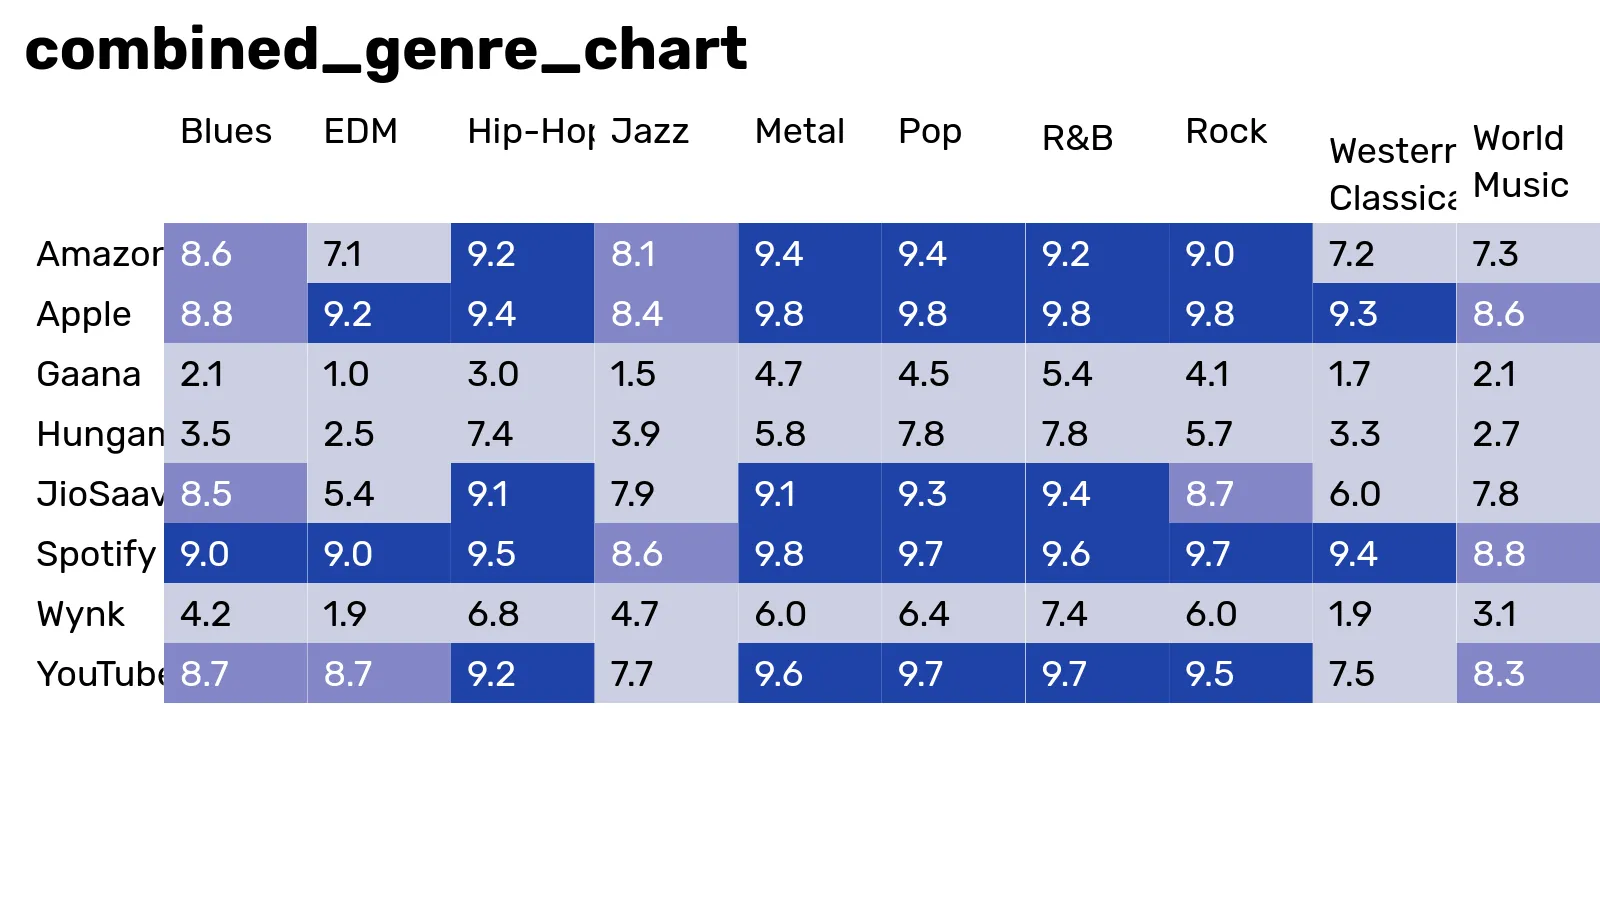 combined_genre_chart
Blues EDM Hip-Hop Jazz Metal Pop R&B Rock Western World
Classica Music
Amazon 8.6 7.1 9.2 8.1 9.4 9.4 9.2 9.0 7.2 7.3
Apple 8.8 9.2 9.4 8.4 9.8 9.8 9.8 9.8 9.3 8.6
Gaana 2.1 1.0 3.0 1.5 4.7 4.5 5.4 4.1 1.7 2.1
Hungam 3.5 2.5 7.4 3.9 5.8 7.8 7.8 5.7 3.3 2.7
JioSaav 8.5 5.4 9.1 7.9 9.1 9.3 9.4 8.7 6.0 7.8
Spotify 9.0 9.0 9.5 8.6 9.8 9.7 9.6 9.7 9.4 8.8
Wynk 4.2 1.9 6.8 4.7 6.0 6.4 7.4 6.0 1.9 3.1
YouTube 8.7 8.7 9.2 7.7 9.6 9.7 9.7 9.5 7.5 8.3